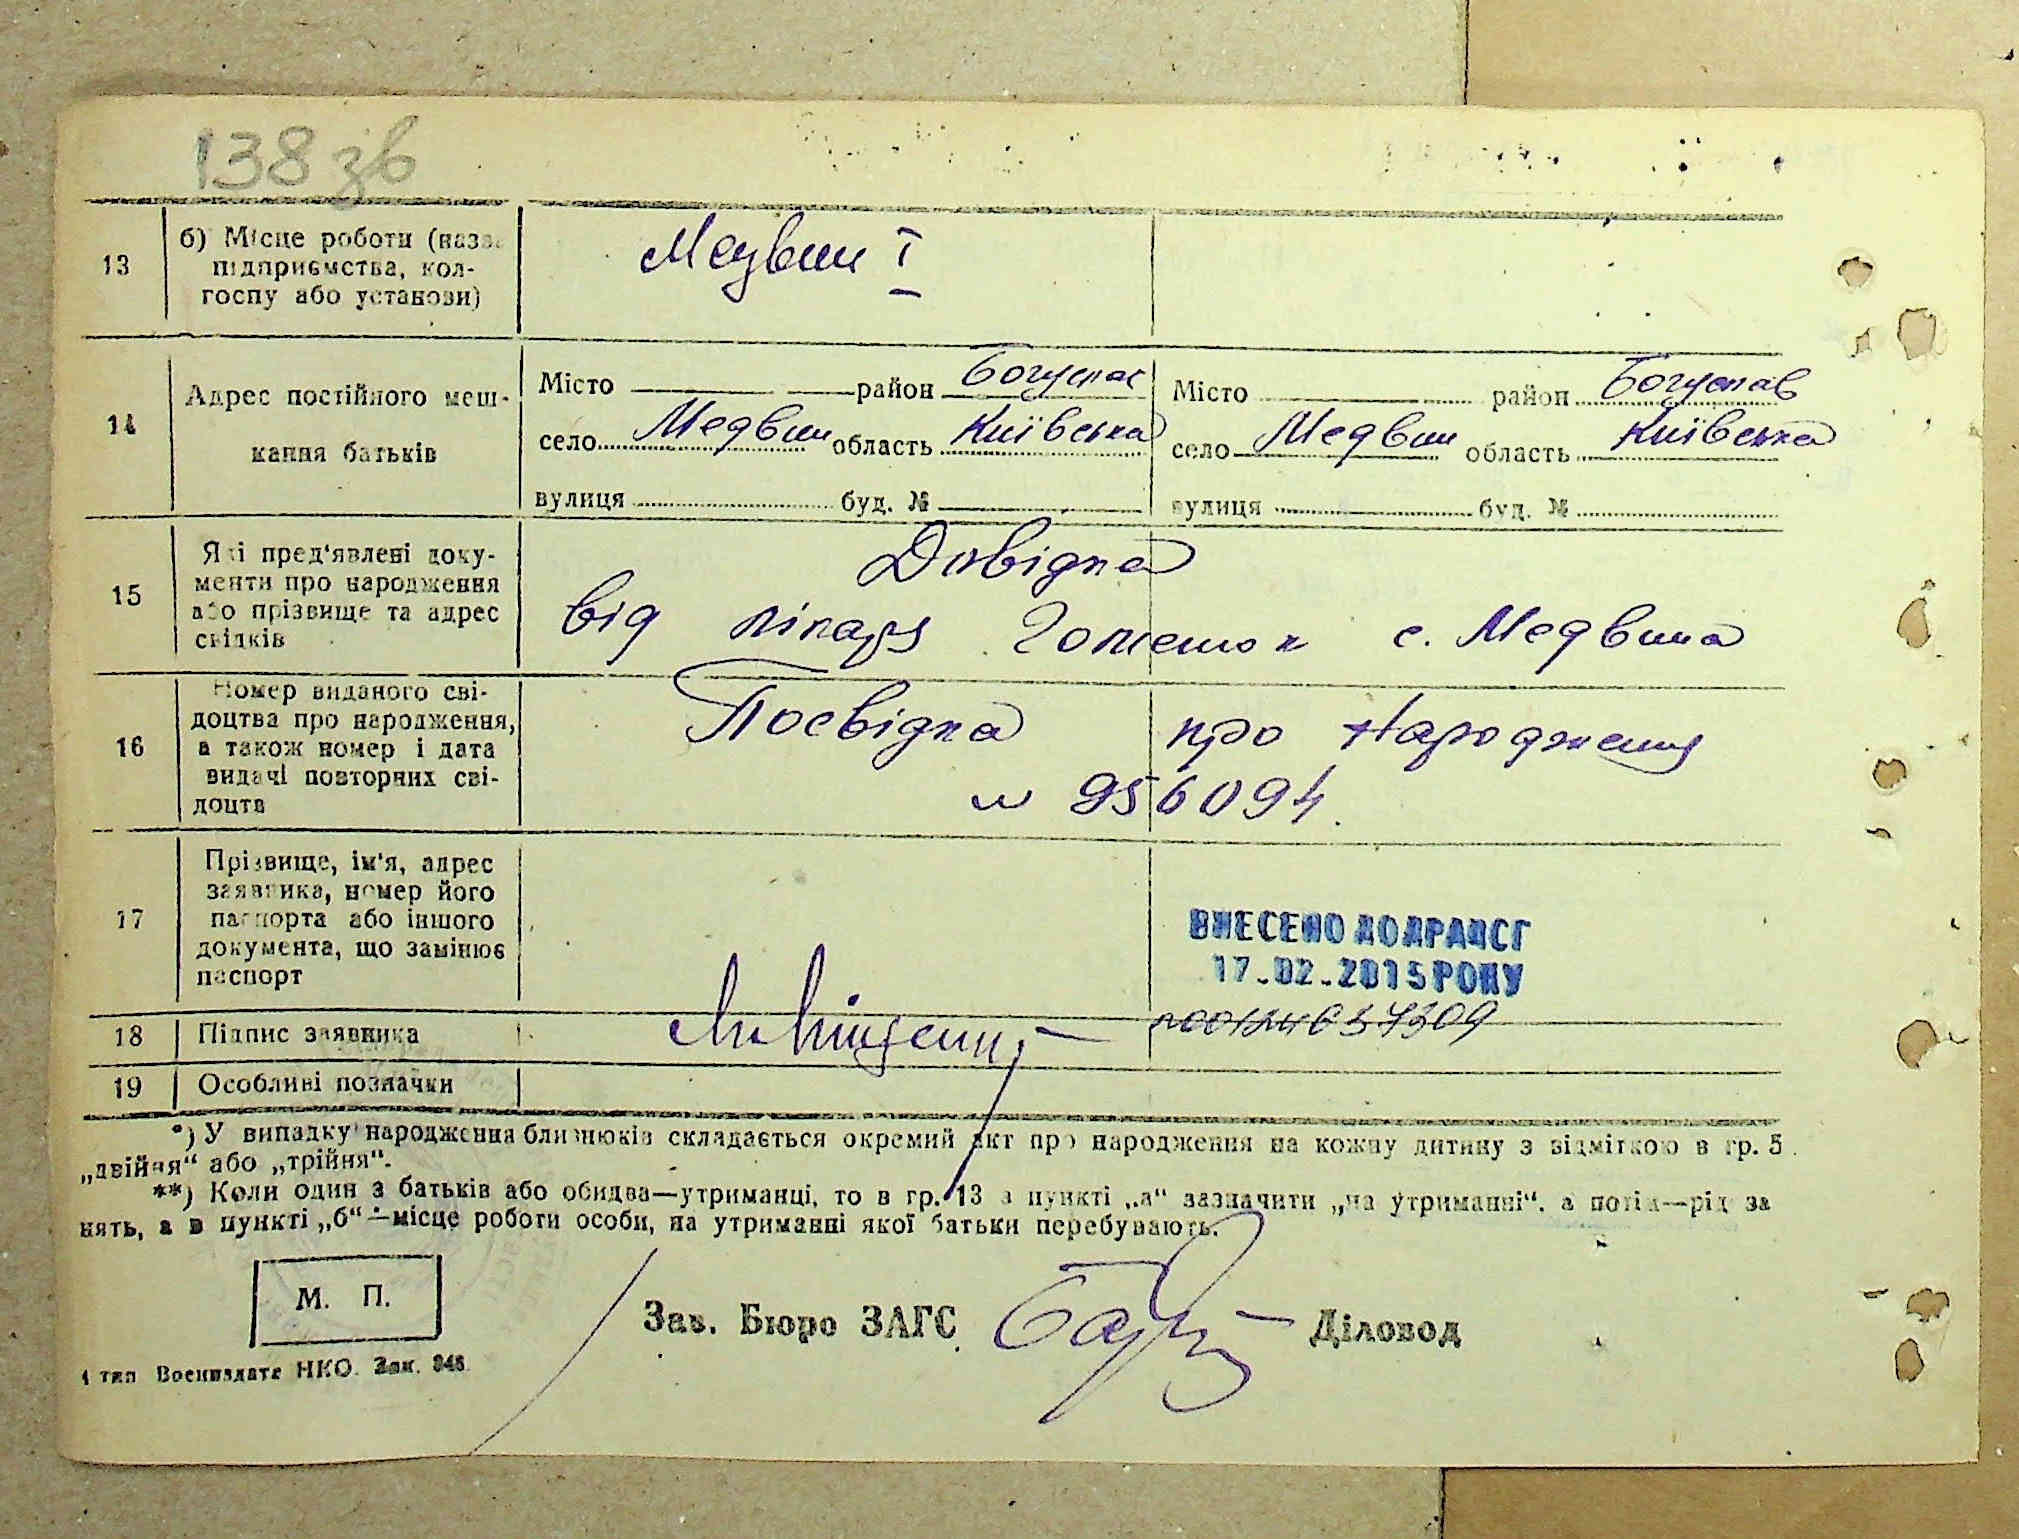 138 зв
13
б) Місце роботи (назва
підприємства, кол-
госпу або установи)
Медвин I
14
Адрес постійного меш-
кання батьків
Місто район Богуслав
село Медвин область Київська
вулиця буд. №
Місто район Богуслав
село Медвин область Київська
вулиця буд. №
15
Які пред'явлені доку-
менти про народження
або прізвище та адрес
свідків
Довідка
від лікаря с. Медвина
16
Номер виданого сві-
доцтва про народження,
а також номер і дата
видачі повторних сві-
доцтв
Посвідка про народження
№ 956094.
17
Прізвище, ім'я, адрес
заявника, номер його
паспорта або іншого
документа, що замінює
паспорт
ВНЕСЕНО ДО ДРАЦСГ
17.02.2015 РОКУ
18
Підпис заявника
19
Особливі позначки
*) У випадку народження близнюків складається окремий акт про народження на кожну дитину з відміткою в гр. 5
„двійня“ або „трійня“.
**) Коли один з батьків або обидва—утриманці, то в гр. 13 в пункті „а“ зазначити „на утриманні“, а потім—рід за
нять, а в пункті „б“—місце роботи особи, на утриманні якої батьки перебувають.
М. П.
Зав. Бюро ЗАГС
Діловод
1 тип Воениздата НКО. Зак. 848